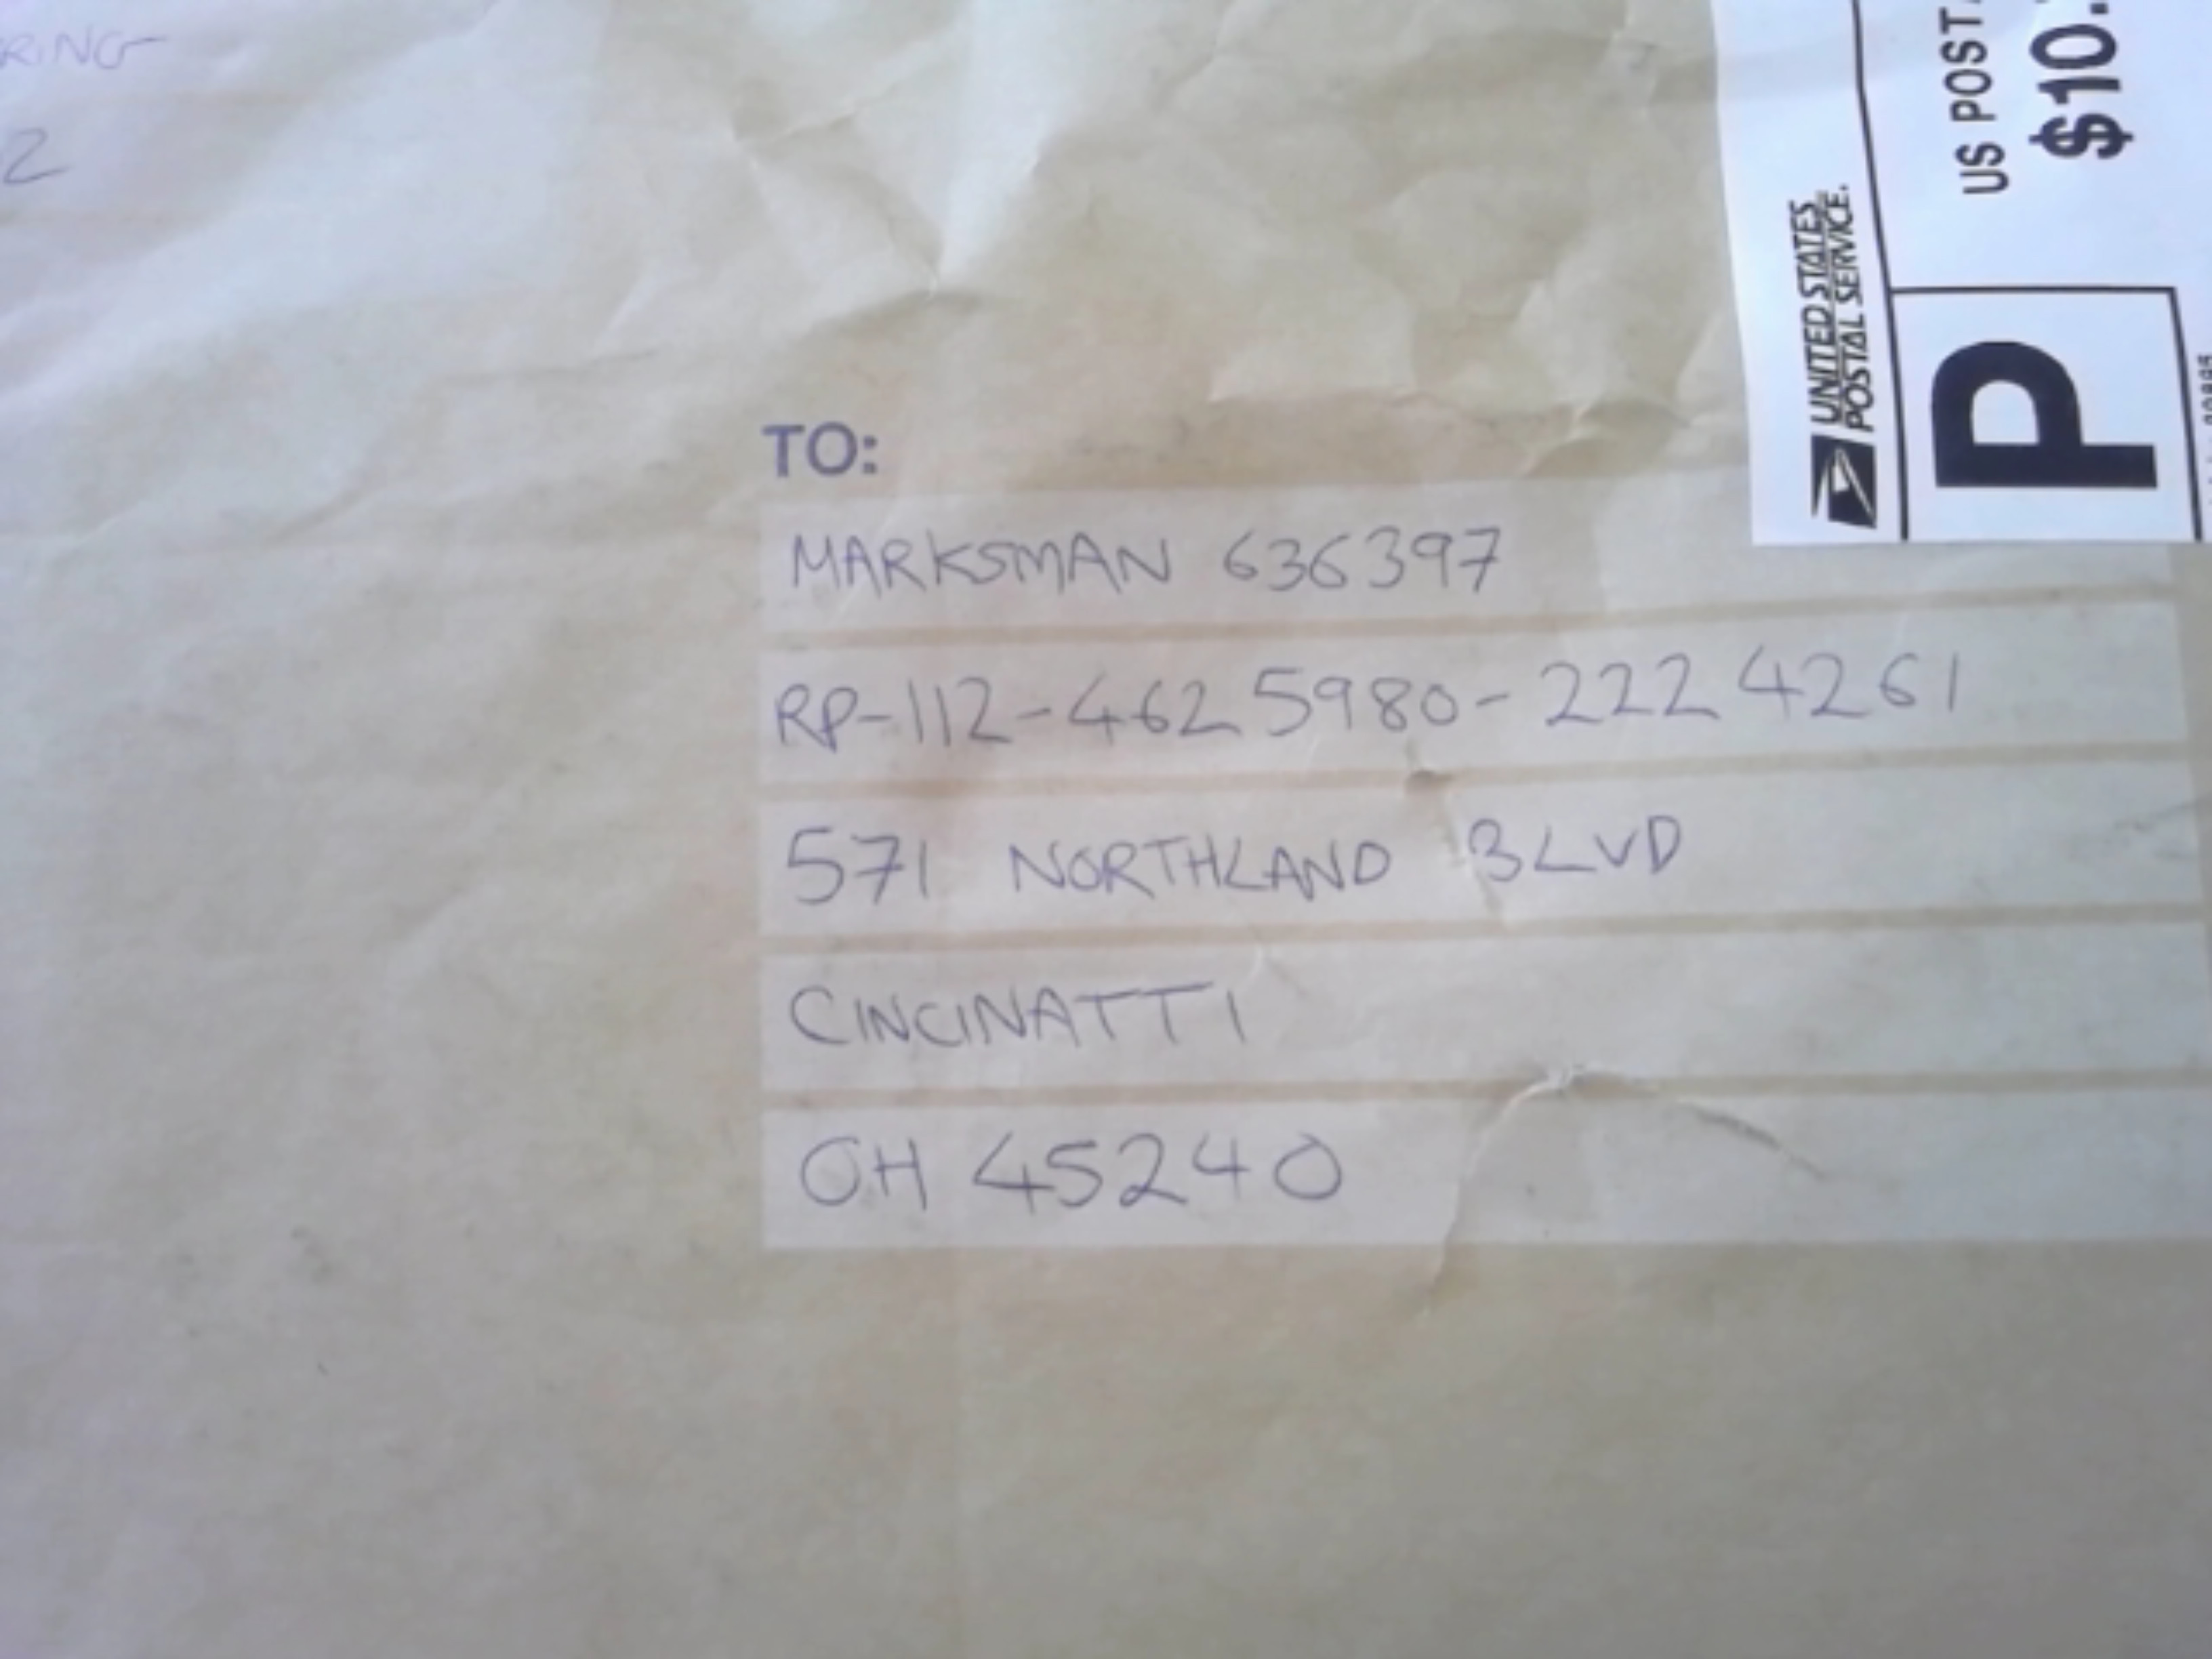 TO:
MARKSMAN 636397
RP-112-4625980-2224261
571 NORTHLAND BLVD
CINCINATTI
OH 45240
UNITED STATES
POSTAL SERVICE.
P
US POST
$10.